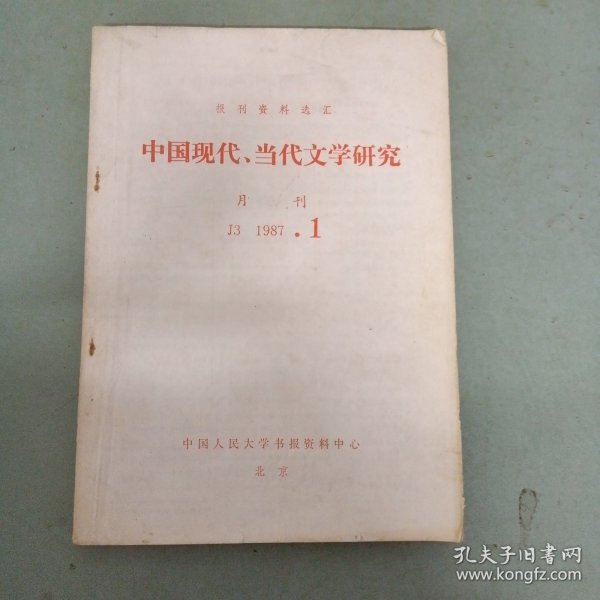 报刊资料选汇
中国现代、当代文学研究
月 刊
J3 1987 .1
中国人民大学书报资料中心
北 京
孔夫子旧书网
www.kongfz.com